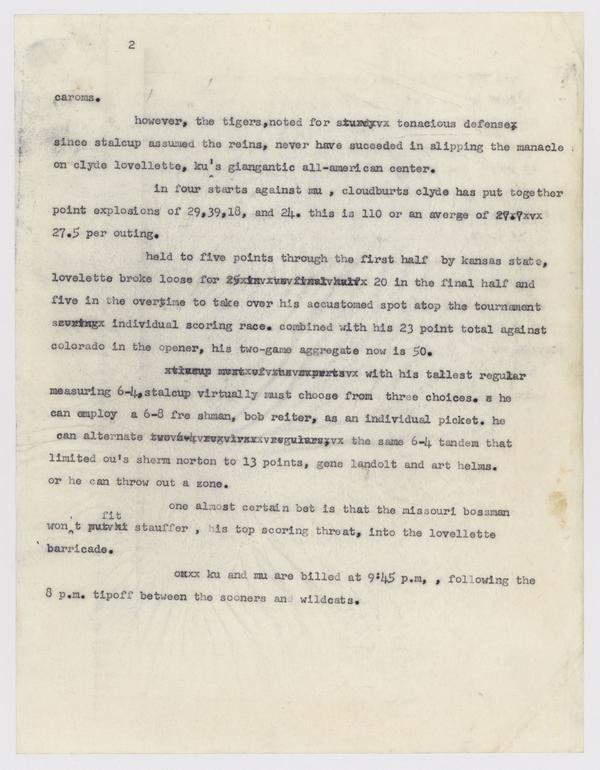 2
caroms.
however, the tigers,noted for tenacious defense,
since stalcup assumed the reins, never have suceeded in slipping the manacle
on clyde lovellette, ku's giangantic all-american center.
in four starts against mu , cloudburts clyde has put together
point explosions of 29,39,18, and 24. this is 110 or an averge of 27.7xvx
27.5 per outing.
held to five points through the first half by kansas state,
lovelette broke loose for 20 in the final half and
five in the overtime to take over his accustomed spot atop the tournament
individual scoring race. combined with his 23 point total against
colorado in the opener, his two-game aggregate now is 50.
with his tallest regular
measuring 6-4,stalcup virtually must choose from three choices. s he
can employ a 6-8 fre shman, bob reiter, as an individual picket. he
can alternate the same 6-4 tandem that
limited ou's sherm norton to 13 points, gene landolt and art helms.
or he can throw out a zone.
one almost certain bet is that the missouri bossman
fit
won't stauffer , his top scoring threat, into the lovellette
barricade.
ku and mu are billed at 9:45 p.m, , following the
8 p.m. tipoff between the sooners and wildcats.